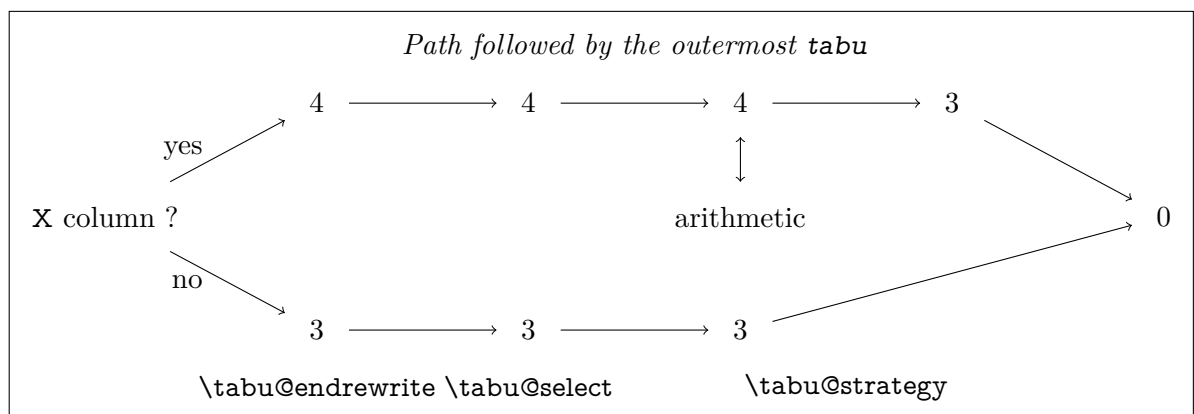 Path followed by the outermost tabu
4 4 4 3
yes
X column ? arithmetic 0
no
3 3 3
\tabu@endrewrite \tabu@select \tabu@strategy